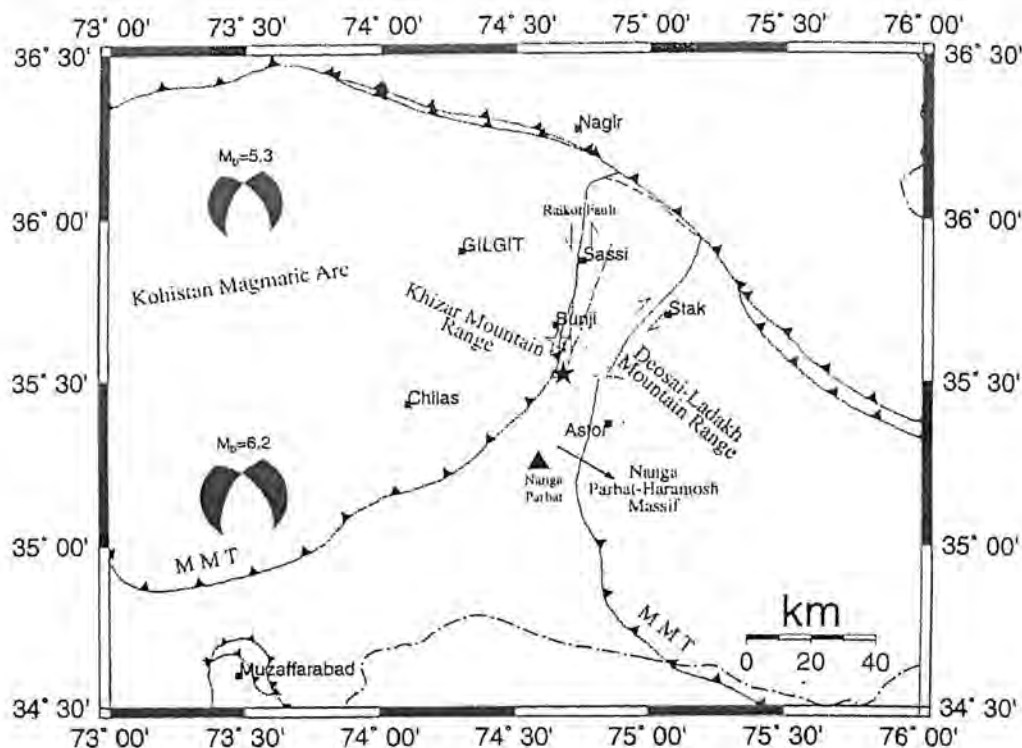 73° 00'
73° 30'
74° 00'
74° 30'
75° 00'
75° 30'
76° 00'
36° 30'
36° 30'
Nagir
Mb=5.3
36° 00'
36° 00'
Raikot Fault
GILGIT
Sassi
Kohistan Magmatic Arc
Khizar Mountain
Range
Bunji
Stak
35° 30'
35° 30'
Deosai-Ladakh
Mountain Range
Chilas
Astor
Mb=6.2
Nanga
Parbat
Nanga
Parbat-Haramosh
Massif
35° 00'
35° 00'
MMT
MMT
km
0 20 40
Muzaffarabad
34° 30'
34° 30'
73° 00'
73° 30'
74° 00'
74° 30'
75° 00'
75° 30'
76° 00'